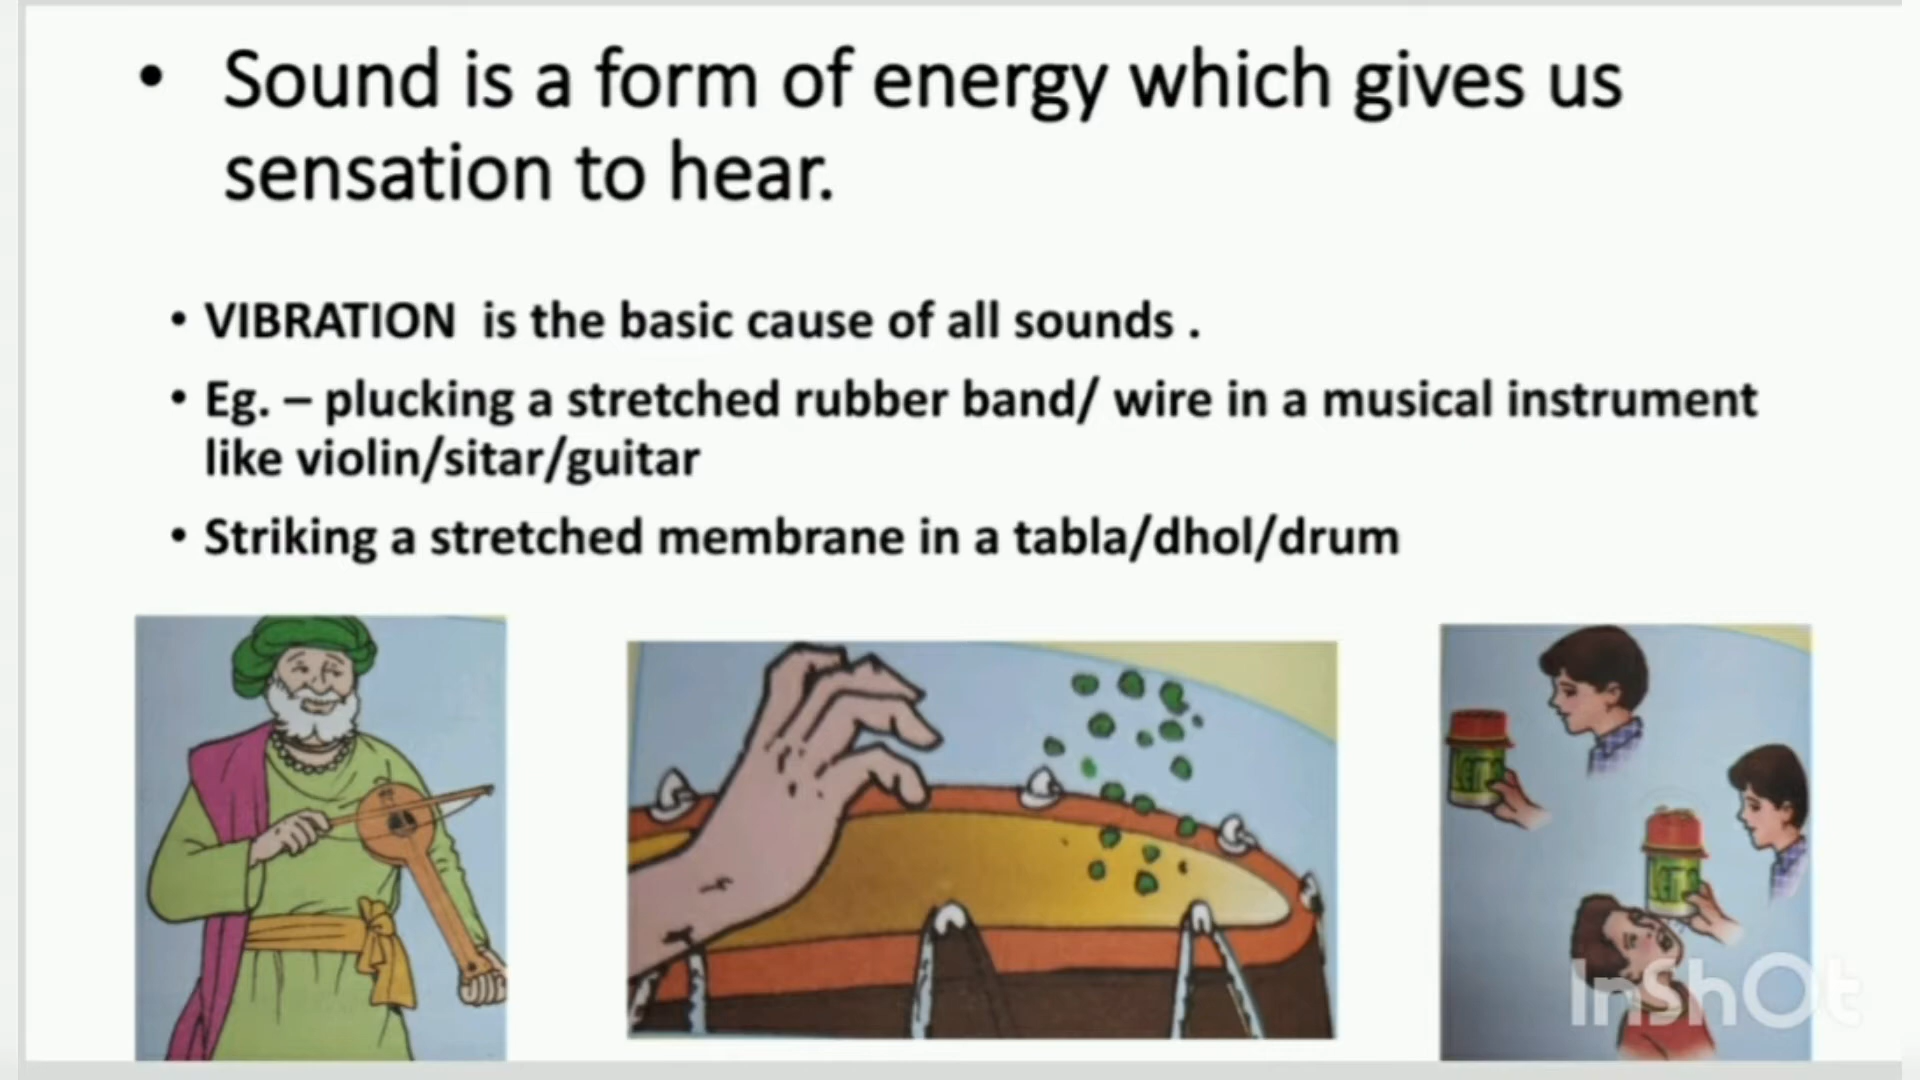 • Sound is a form of energy which gives us
sensation to hear.
• VIBRATION is the basic cause of all sounds .
• Eg. – plucking a stretched rubber band/ wire in a musical instrument
like violin/sitar/guitar
• Striking a stretched membrane in a tabla/dhol/drum
InShOt